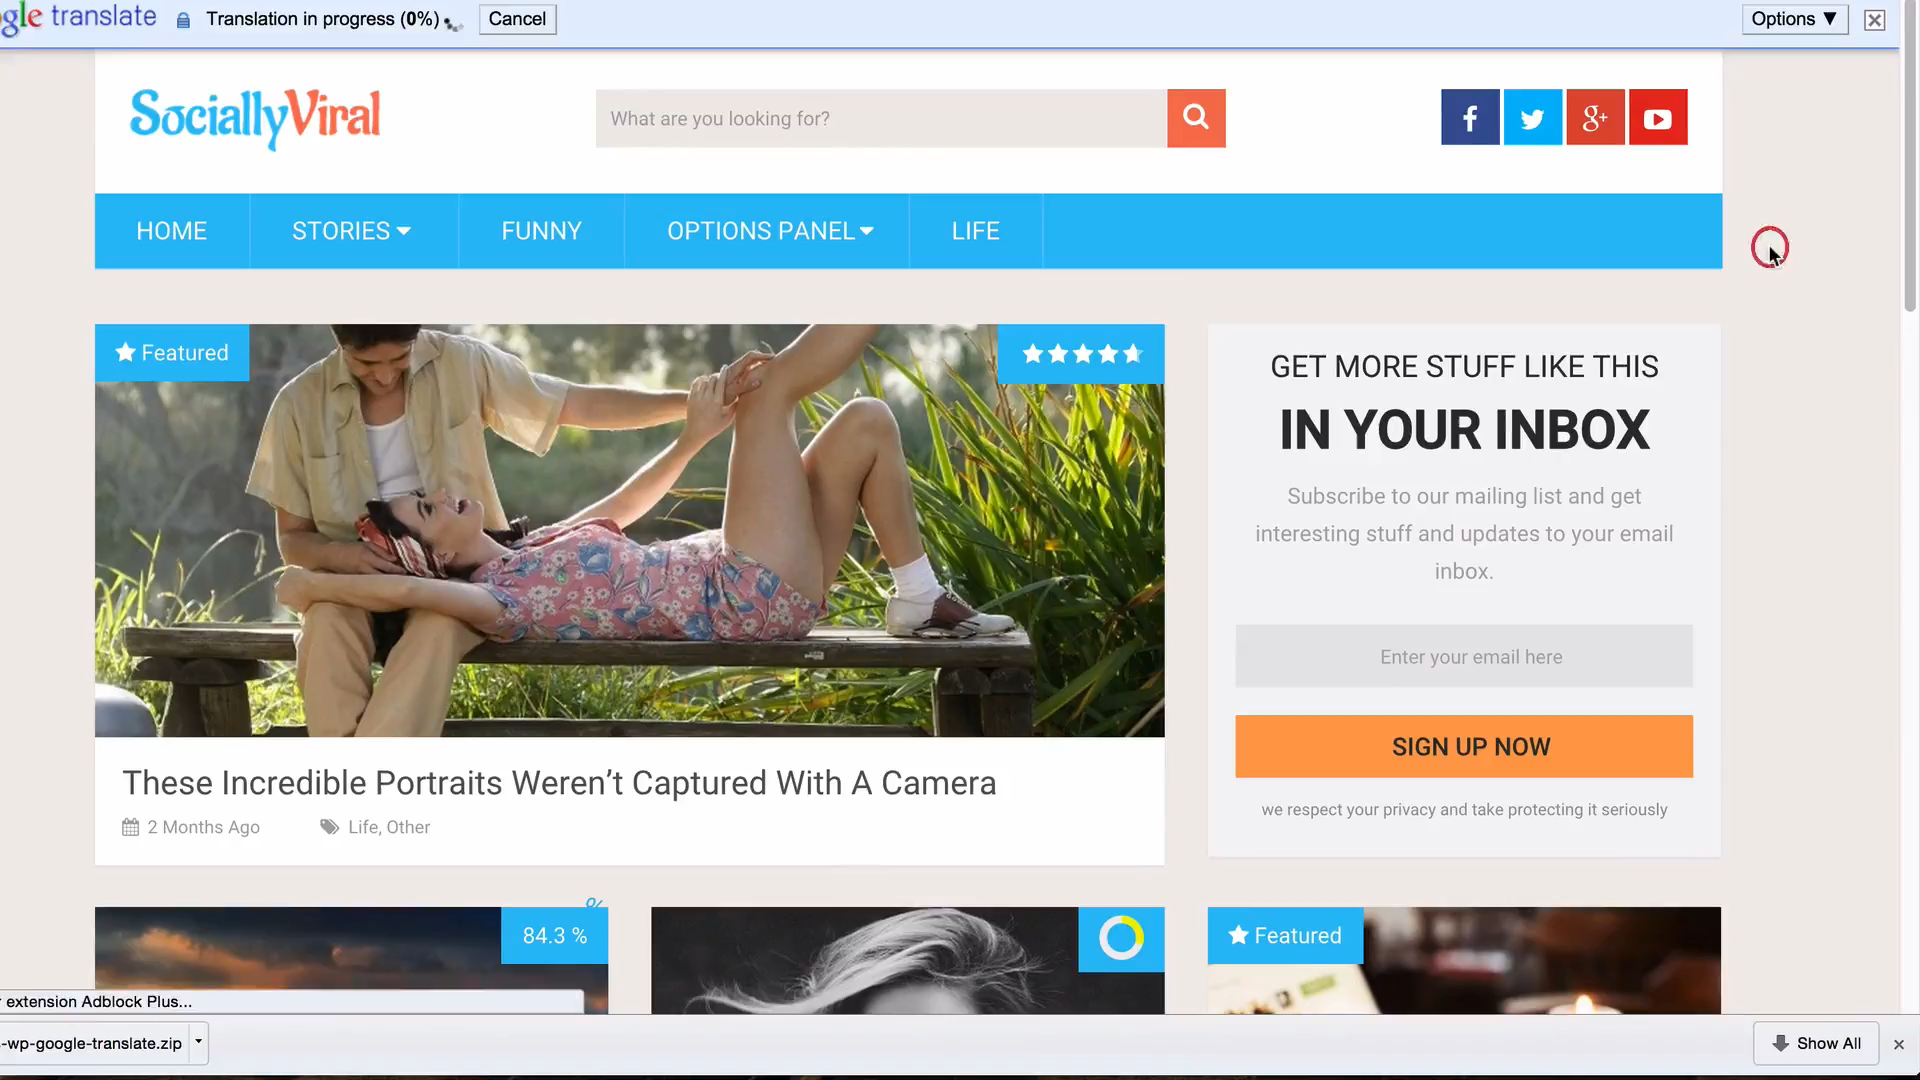 gle translate
Translation in progress (0%)
Cancel
Options ▼
SociallyViral
What are you looking for?
HOME
STORIES
FUNNY
OPTIONS PANEL
LIFE
Featured
GET MORE STUFF LIKE THIS
IN YOUR INBOX
Subscribe to our mailing list and get
interesting stuff and updates to your email
inbox.
Enter your email here
SIGN UP NOW
we respect your privacy and take protecting it seriously
These Incredible Portraits Weren’t Captured With A Camera
2 Months Ago
Life, Other
%
84.3 %
Featured
extension Adblock Plus...
-wp-google-translate.zip
Show All